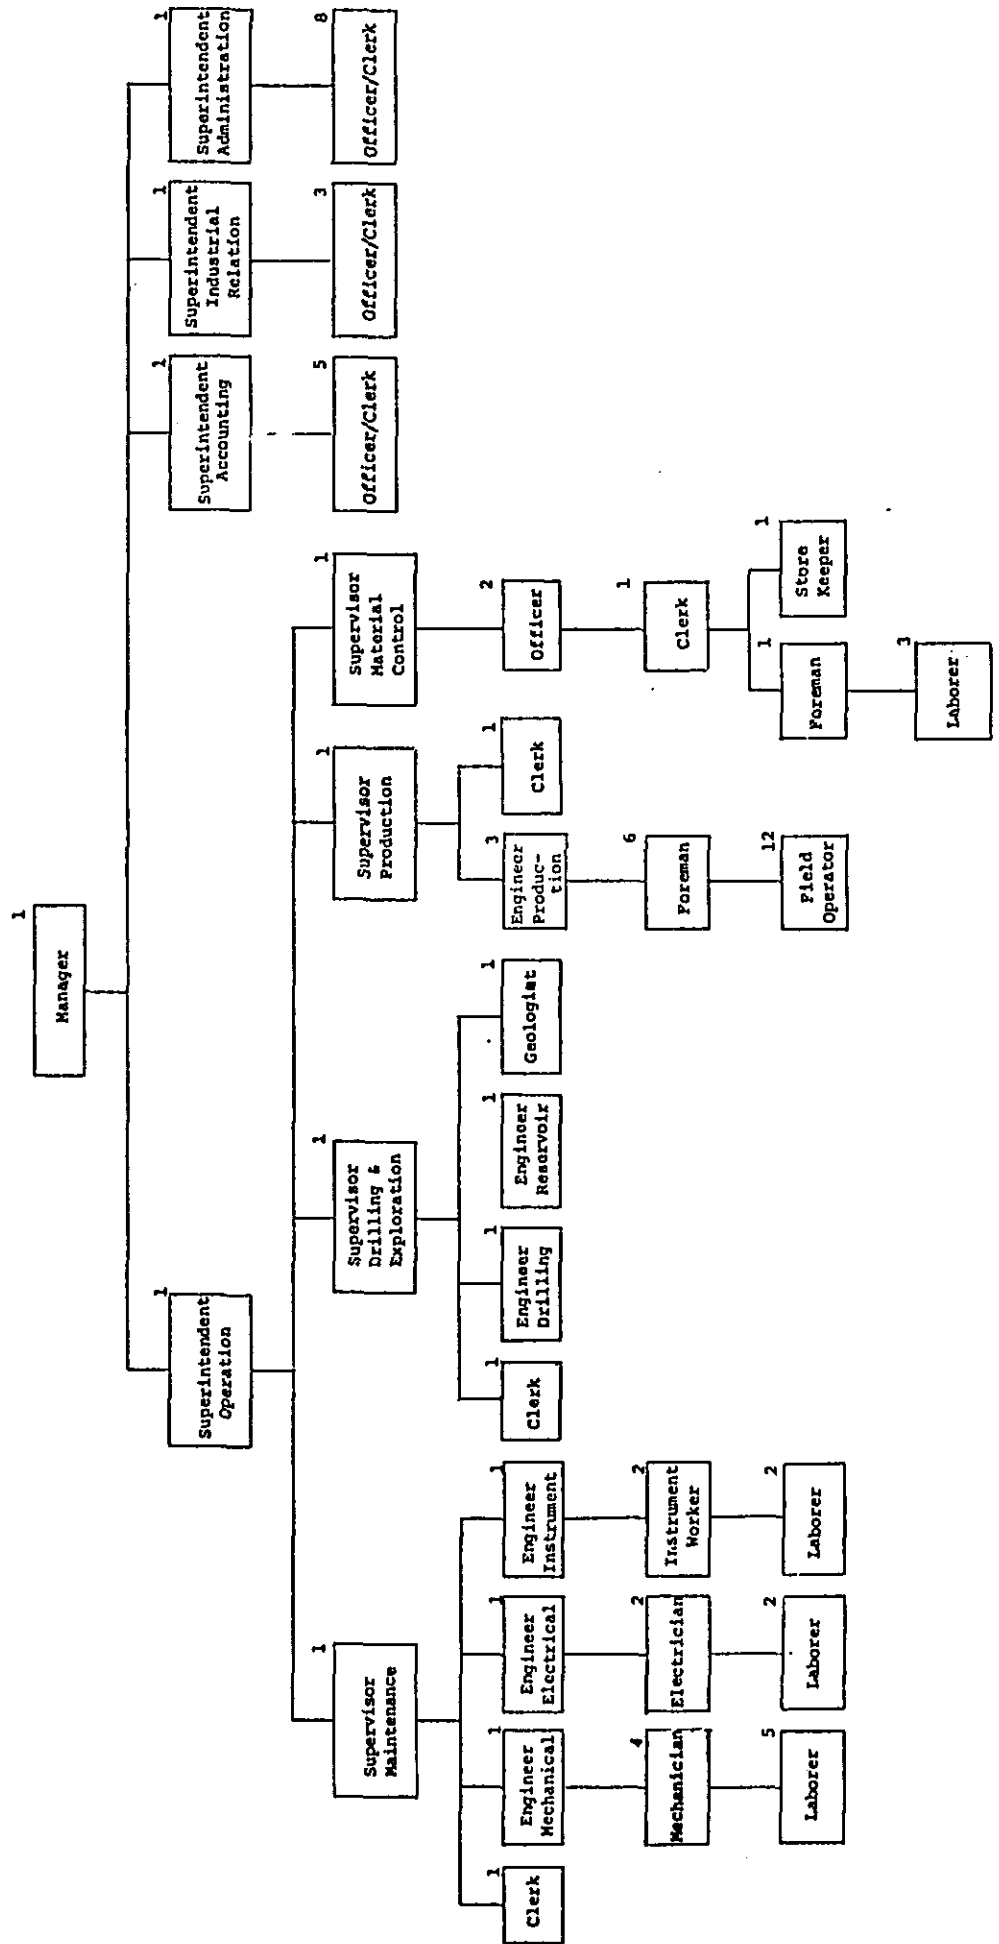 1
Manager
1
Superintendent
Operation
1
Superintendent
Accounting
1
Superintendent
Industrial
Relation
1
Superintendent
Administration
1
Supervisor
Maintenance
1
Supervisor
Drilling &
Exploration
1
Supervisor
Production
1
Supervisor
Material
Control
5
Officer/Clerk
3
Officer/Clerk
8
Officer/Clerk
1
Clerk
1
Engineer
Mechanical
1
Engineer
Electrical
1
Engineer
Instrument
1
Clerk
1
Engineer
Drilling
1
Engineer
Reservoir
1
Geologist
3
Engineer
Produc-
tion
1
Clerk
2
Officer
4
Mechanician
2
Electrician
2
Instrument
Worker
6
Foreman
1
Clerk
5
Laborer
2
Laborer
2
Laborer
12
Field
Operator
1
Foreman
1
Store
Keeper
3
Laborer